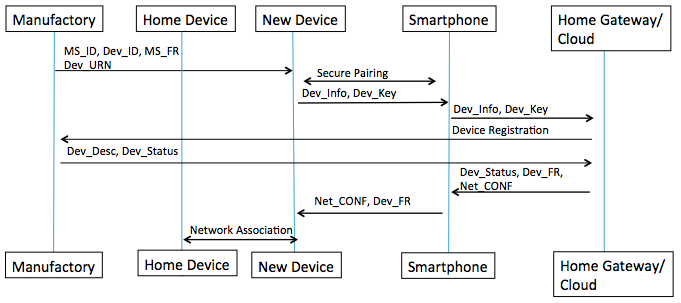 Manufactory
Home Device
New Device
Smartphone
Home Gateway/
Cloud
MS_ID, Dev_ID, MS_FR
Dev_URN
Secure Pairing
Dev_Info, Dev_Key
Dev_Info, Dev_Key
Device Registration
Dev_Desc, Dev_Status
Dev_Status, Dev_FR,
Net_CONF
Net_CONF, Dev_FR
Network Association
Manufactory
Home Device
New Device
Smartphone
Home Gateway/
Cloud